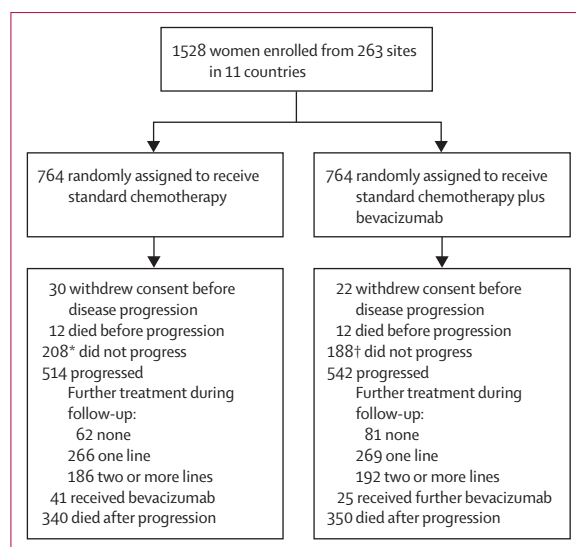 1528 women enrolled from 263 sites
in 11 countries
764 randomly assigned to receive
standard chemotherapy
764 randomly assigned to receive
standard chemotherapy plus
bevacizumab
30 withdrew consent before
disease progression
12 died before progression
208* did not progress
514 progressed
Further treatment during
follow-up:
62 none
266 one line
186 two or more lines
41 received bevacizumab
340 died after progression
22 withdrew consent before
disease progression
12 died before progression
188† did not progress
542 progressed
Further treatment during
follow-up:
81 none
269 one line
192 two or more lines
25 received further bevacizumab
350 died after progression